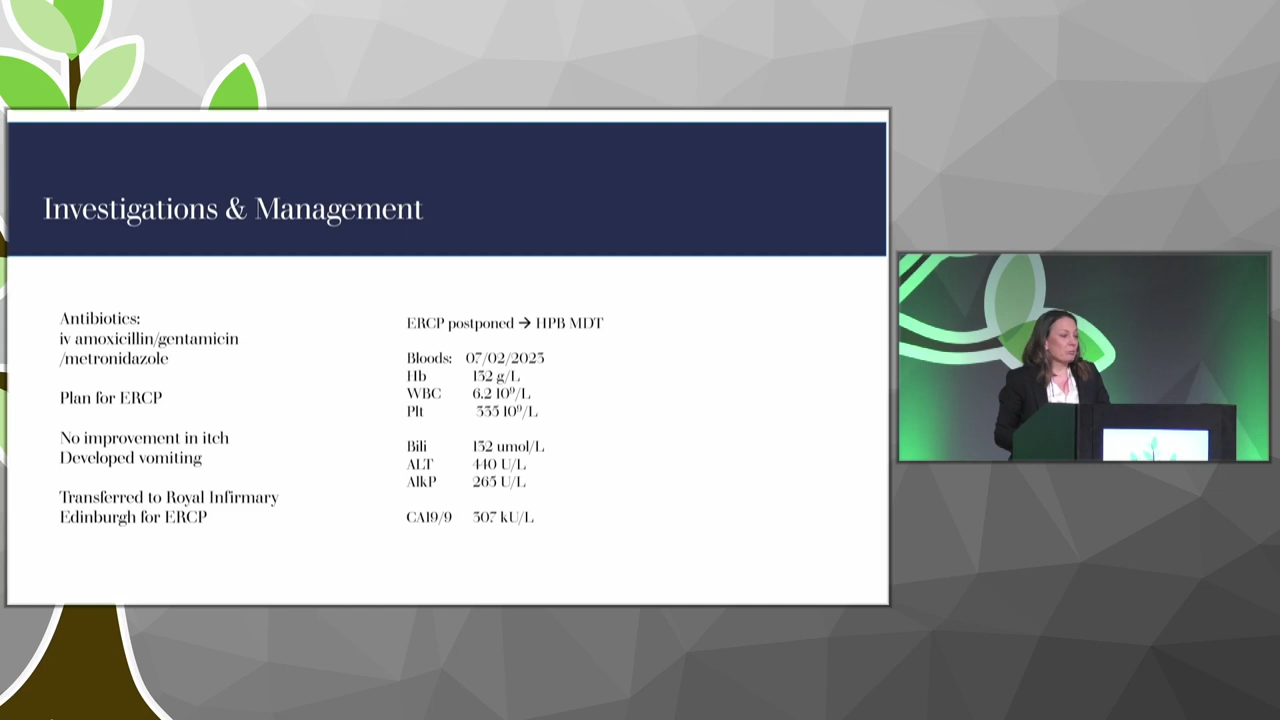 Investigations & Management
Antibiotics:
iv amoxicillin/gentamicin
/metronidazole
Plan for ERCP
No improvement in itch
Developed vomiting
Transferred to Royal Infirmary
Edinburgh for ERCP
ERCP postponed → HPB MDT
Bloods: 07/02/2023
Hb 132 g/L
WBC 6.2 10⁹/L
Plt 333 10⁹/L
Bili 132 umol/L
ALT 440 U/L
AlkP 263 U/L
CA19/9 307 kU/L